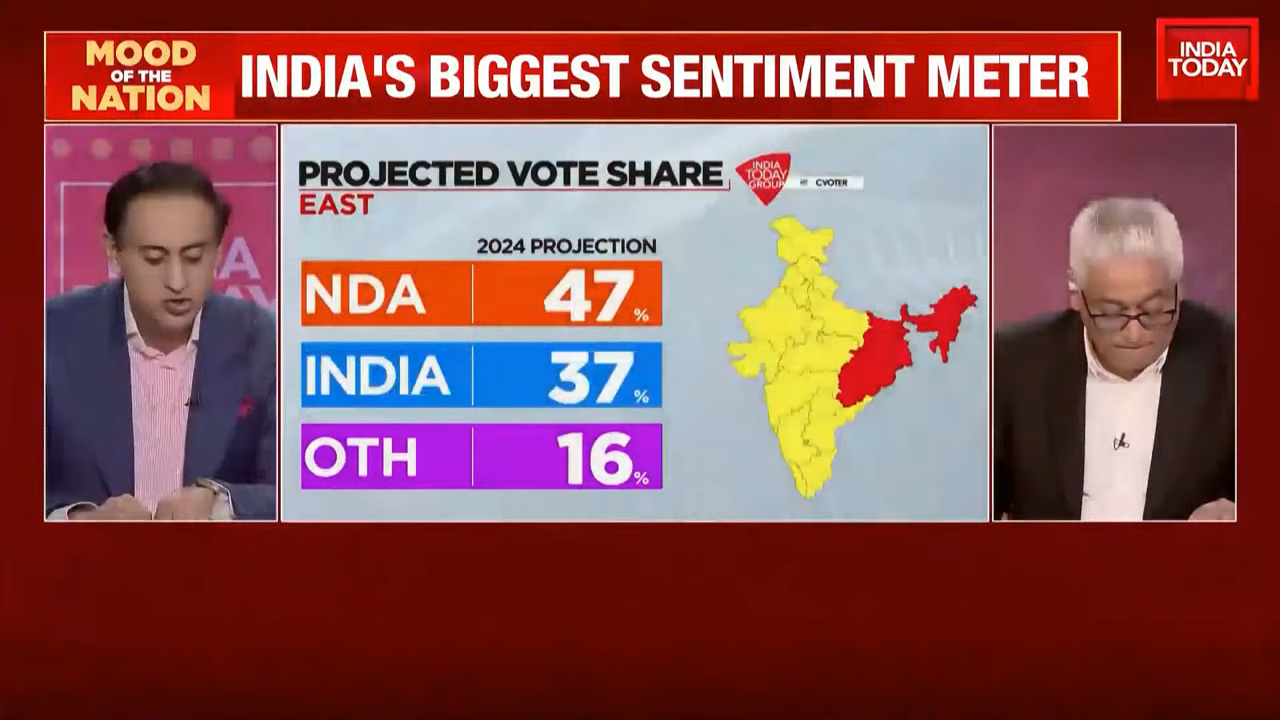 MOOD
OF THE
NATION
INDIA'S BIGGEST SENTIMENT METER
INDIA
TODAY
PROJECTED VOTE SHARE
EAST
INDIA
TODAY
GROUP
CVOTER
2024 PROJECTION
NDA 47%
INDIA 37%
OTH 16%